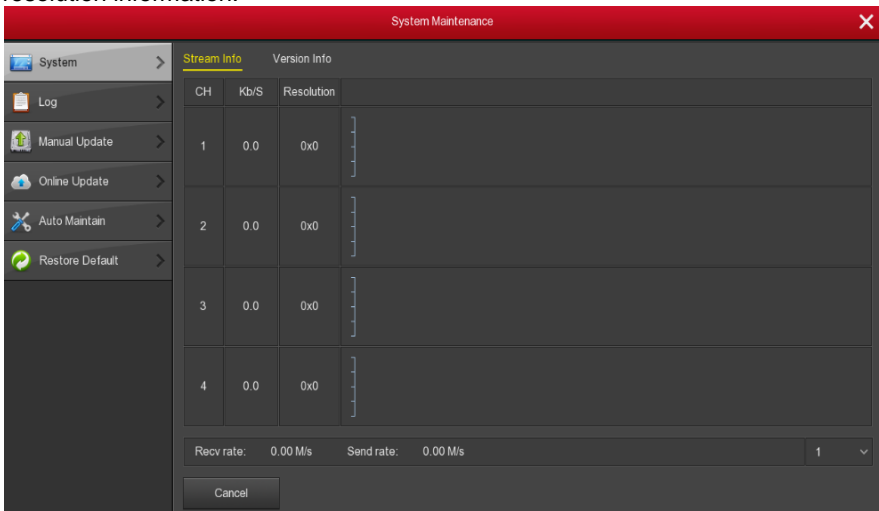 resolution information.
System Maintenance
System
Log
Manual Update
Online Update
Auto Maintain
Restore Default
Stream Info Version Info
CH Kb/S Resolution
1 0.0 0x0
2 0.0 0x0
3 0.0 0x0
4 0.0 0x0
Recv rate: 0.00 M/s Send rate: 0.00 M/s 1
Cancel